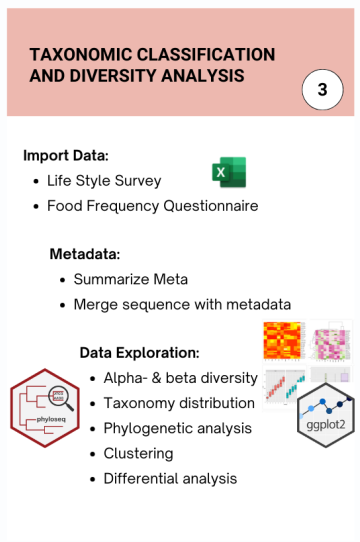 TAXONOMIC CLASSIFICATION
AND DIVERSITY ANALYSIS
3
Import Data:
X
• Life Style Survey
• Food Frequency Questionnaire
Metadata:
• Summarize Meta
• Merge sequence with metadata
Data Exploration:
• Alpha- & beta diversity
• Taxonomy distribution
• Phylogenetic analysis
• Clustering
• Differential analysis
phyloseq
ggplot2